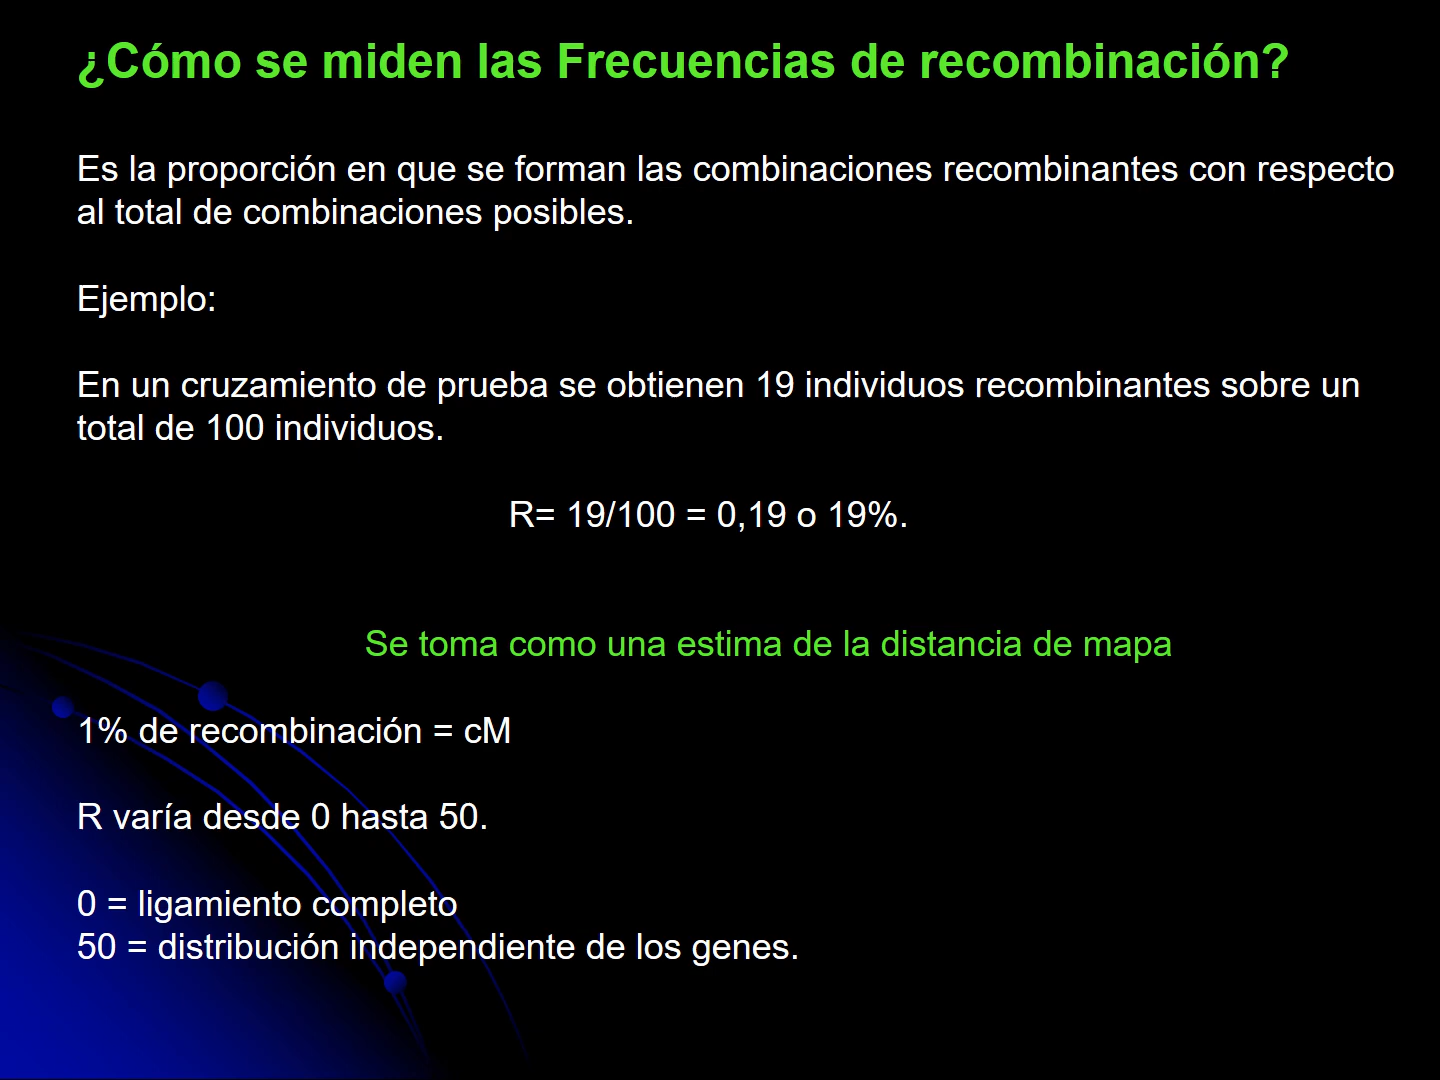 ¿Cómo se miden las Frecuencias de recombinación?
Es la proporción en que se forman las combinaciones recombinantes con respecto
al total de combinaciones posibles.
Ejemplo:
En un cruzamiento de prueba se obtienen 19 individuos recombinantes sobre un
total de 100 individuos.
R= 19/100 = 0,19 o 19%.
Se toma como una estima de la distancia de mapa
1% de recombinación = cM
R varía desde 0 hasta 50.
0 = ligamiento completo
50 = distribución independiente de los genes.